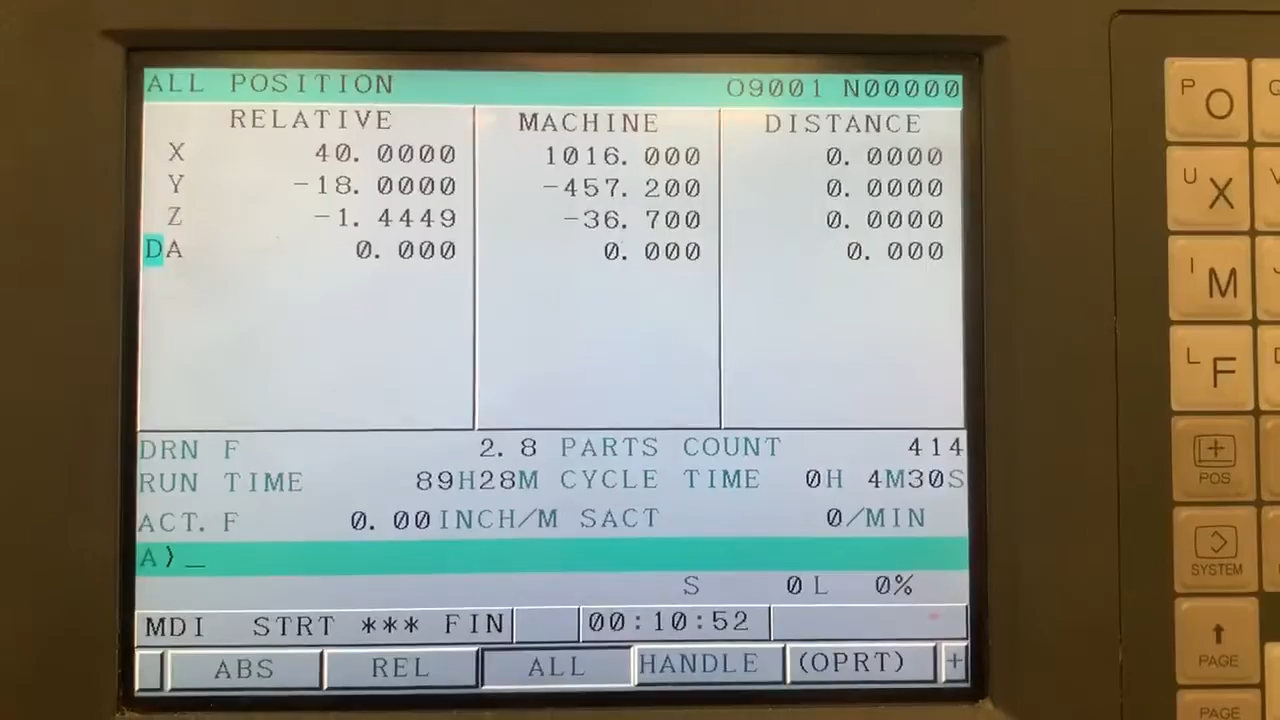 ALL POSITION O9001 N00000
RELATIVE MACHINE DISTANCE
X 40.0000 1016.000 0.0000
Y -18.0000 -457.200 0.0000
Z -1.4449 -36.700 0.0000
DA 0.000 0.000 0.000
DRN F 2.8 PARTS COUNT 414
RUN TIME 89H28M CYCLE TIME 0H 4M30S
ACT.F 0.00INCH/M SACT 0/MIN
A)_
S 0L 0%
MDI STRT *** FIN 00:10:52
ABS REL ALL HANDLE (OPRT) +
P O
U X
I M
L F
POS
SYSTEM
PAGE
PAGE